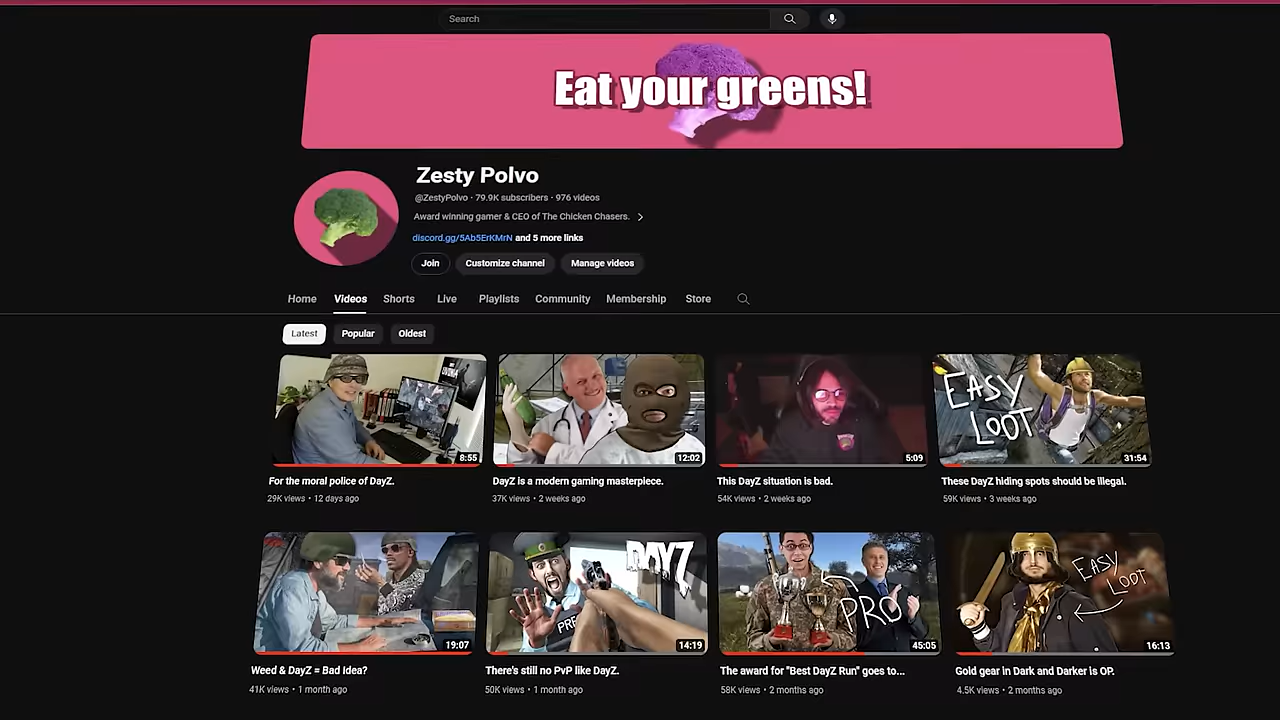 Search
Eat your greens!
Zesty Polvo
@ZestyPolvo · 79.9K subscribers · 976 videos
Award winning gamer & CEO of The Chicken Chasers.
discord.gg/5Ab5ErKMrN and 5 more links
Join Customize channel Manage videos
Home Videos Shorts Live Playlists Community Membership Store
Latest Popular Oldest
EASY
LOOT
8:55 12:02 5:09 31:54
For the moral police of DayZ. DayZ is a modern gaming masterpiece. This DayZ situation is bad. These DayZ hiding spots should be illegal.
29K views • 12 days ago 37K views • 2 weeks ago 54K views • 2 weeks ago 59K views • 3 weeks ago
DAYZ
EASY
LOOT
PRO
PRE
19:07 14:19 45:05 16:13
Weed & DayZ = Bad Idea? There's still no PvP like DayZ. The award for "Best DayZ Run" goes to... Gold gear in Dark and Darker is OP.
41K views • 1 month ago 50K views • 1 month ago 58K views • 2 months ago 4.5K views • 2 months ago